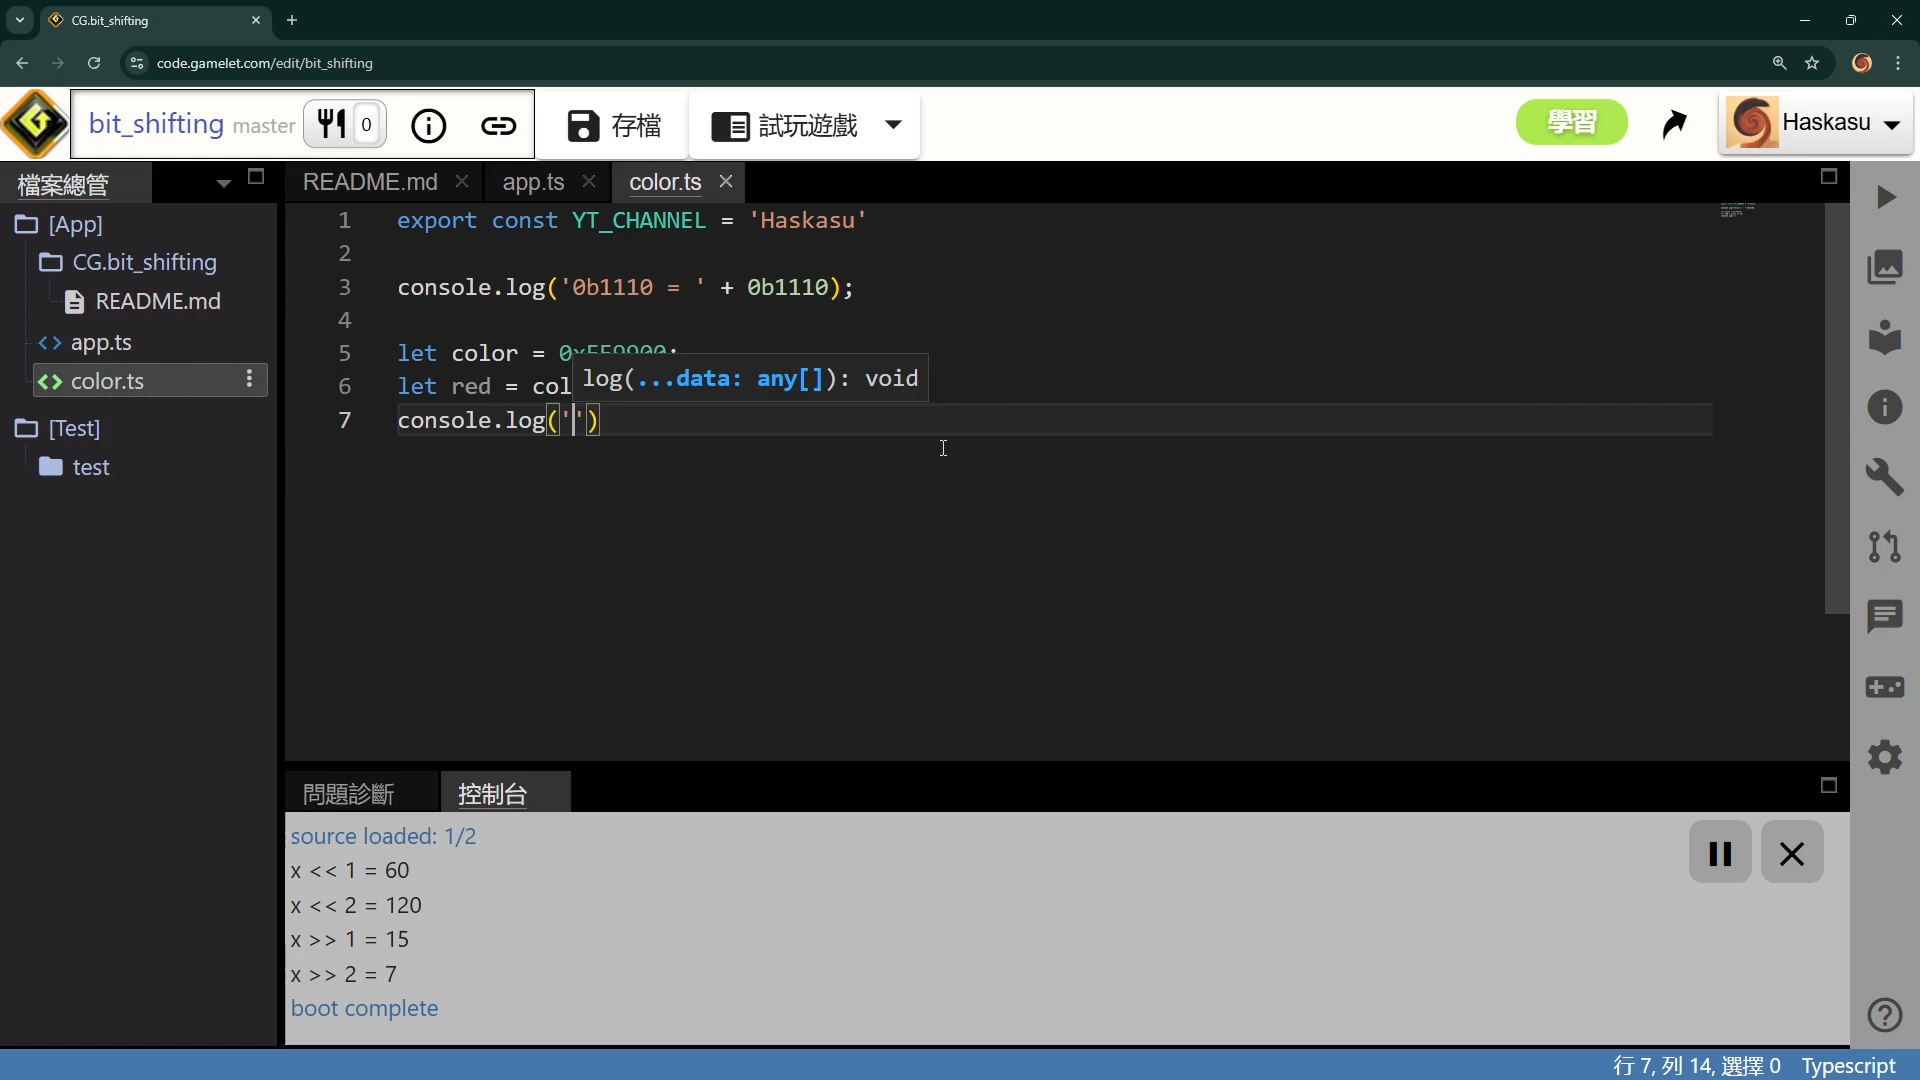 CG.bit_shifting
code.gamelet.com/edit/bit_shifting
bit_shifting master 0 存檔 試玩遊戲 學習 Haskasu
檔案總管 README.md app.ts color.ts
[App]
CG.bit_shifting
README.md
app.ts
color.ts
[Test]
test
1 export const YT_CHANNEL = 'Haskasu'
2
3 console.log('0b1110 = ' + 0b1110);
4
5 let color = 0xFF9900;
6 let red = col
log(...data: any[]): void
7 console.log('')
問題診斷 控制台
source loaded: 1/2
x << 1 = 60
x << 2 = 120
x >> 1 = 15
x >> 2 = 7
boot complete
行 7, 列 14, 選擇 0 Typescript